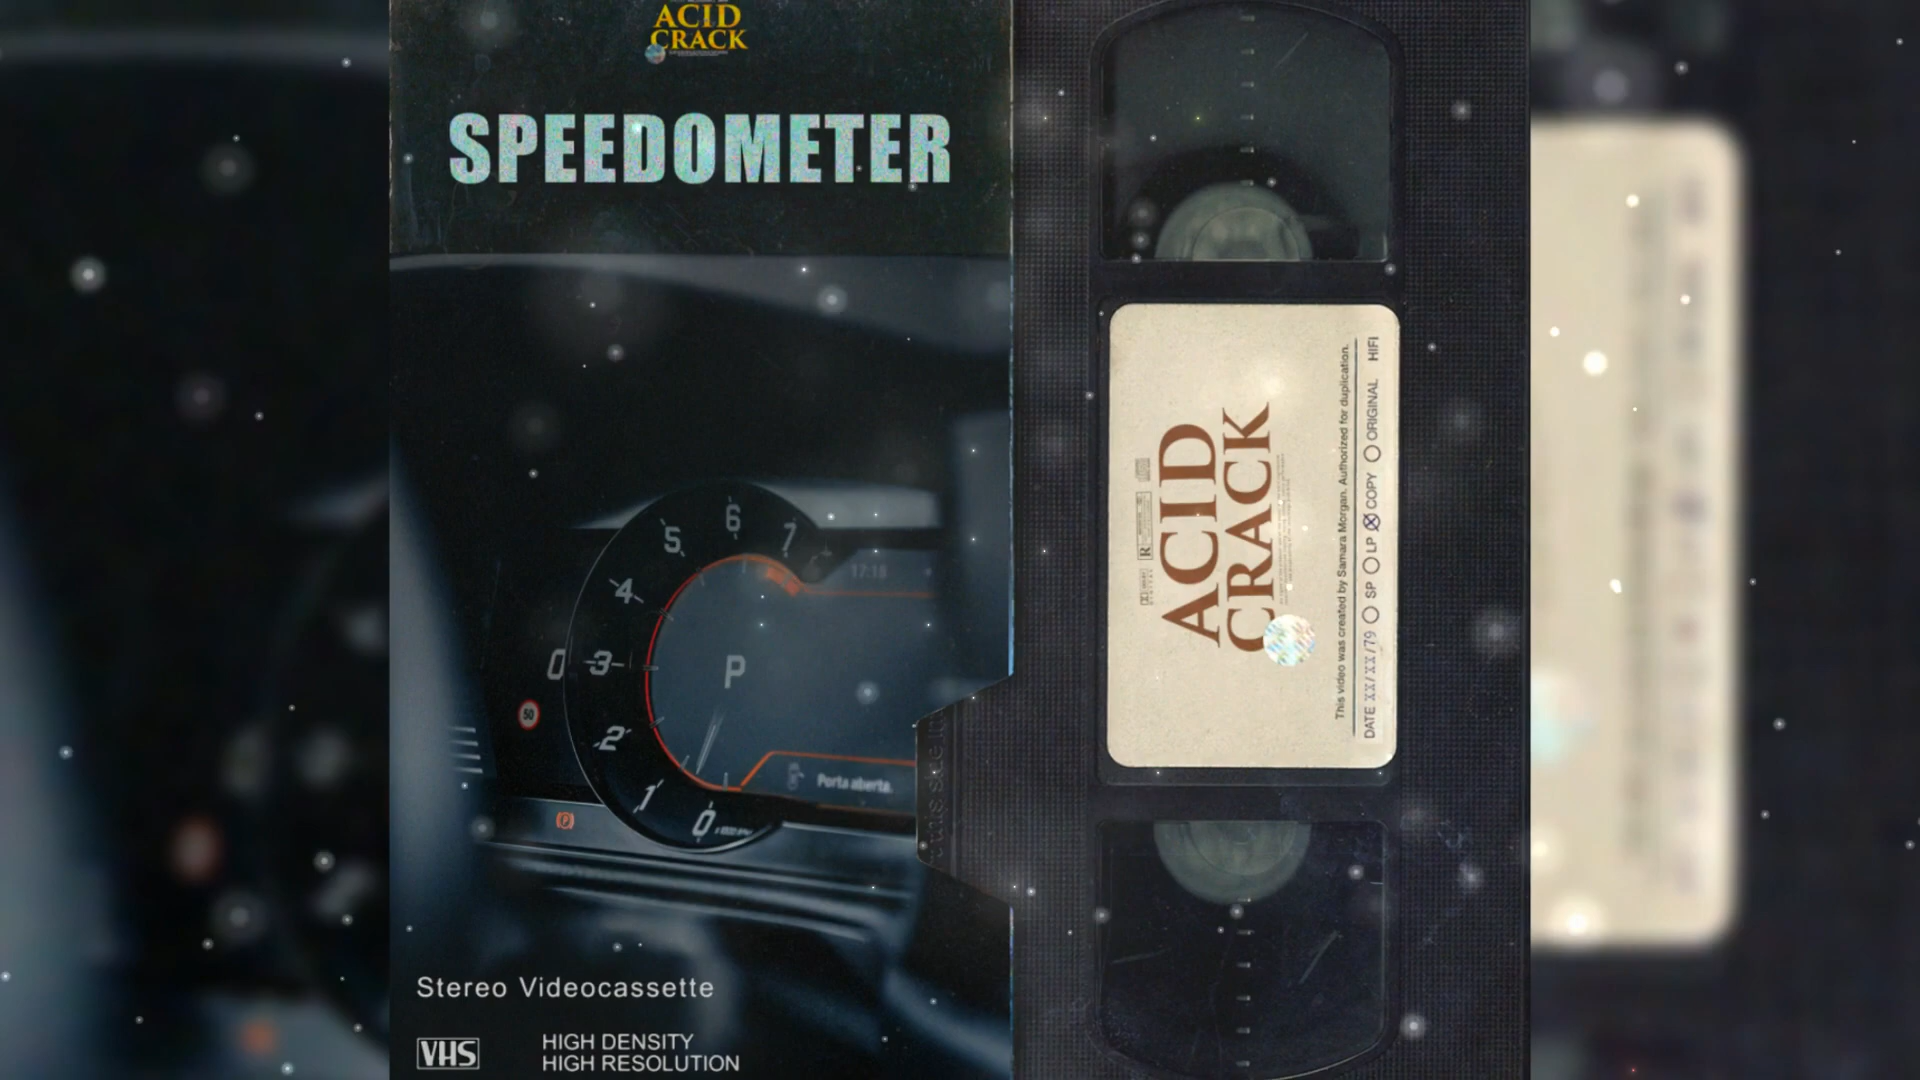 ACID
CRACK
SPEEDOMETER
5
6
7
4
17:18
0
3
P
50
2
1
Porta aberta.
P
0
Stereo Videocassette
VHS
HIGH DENSITY
HIGH RESOLUTION
R
ACID
CRACK
This video was created by Samara Morgan. Authorized for duplication.
DATE XX/XX/79 SP LP COPY ORIGINAL HIFI